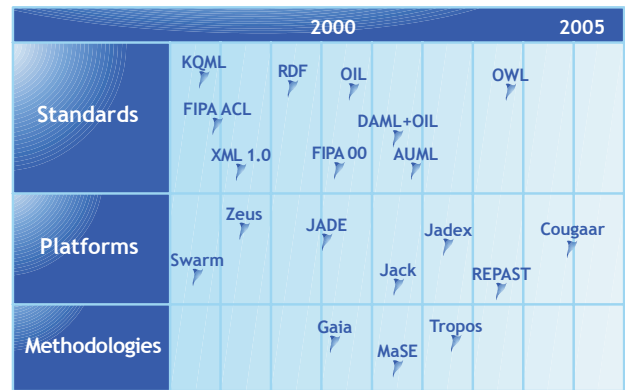 2000 2005
KQML RDF OIL OWL
Standards FIPA ACL DAML+OIL
XML 1.0 FIPA 00 AUML
Zeus JADE Jadex Cougaar
Platforms
Swarm Jack REPAST
Gaia Tropos
Methodologies MaSE